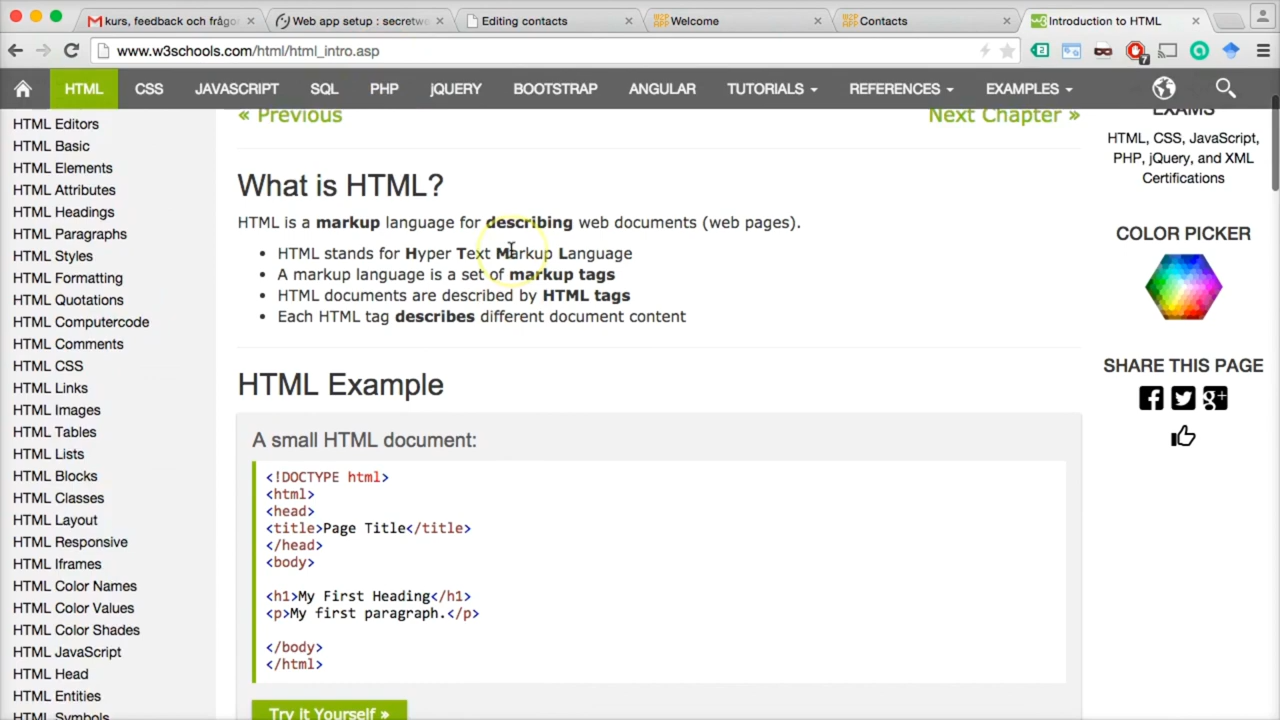 kurs, feedback och frågor
Web app setup : secretwe
Editing contacts
Welcome
Contacts
Introduction to HTML
www.w3schools.com/html/html_intro.asp
HTML
CSS
JAVASCRIPT
SQL
PHP
jQUERY
BOOTSTRAP
ANGULAR
TUTORIALS
REFERENCES
EXAMPLES
HTML Editors
HTML Basic
HTML Elements
HTML Attributes
HTML Headings
HTML Paragraphs
HTML Styles
HTML Formatting
HTML Quotations
HTML Computercode
HTML Comments
HTML CSS
HTML Links
HTML Images
HTML Tables
HTML Lists
HTML Blocks
HTML Classes
HTML Layout
HTML Responsive
HTML Iframes
HTML Color Names
HTML Color Values
HTML Color Shades
HTML JavaScript
HTML Head
HTML Entities
HTML Symbols
« Previous
Next Chapter »
What is HTML?
HTML is a markup language for describing web documents (web pages).
• HTML stands for Hyper Text Markup Language
• A markup language is a set of markup tags
• HTML documents are described by HTML tags
• Each HTML tag describes different document content
HTML Example
A small HTML document:
<!DOCTYPE html>
<html>
<head>
<title>Page Title</title>
</head>
<body>
<h1>My First Heading</h1>
<p>My first paragraph.</p>
</body>
</html>
Try it Yourself »
EXAMS
HTML, CSS, JavaScript,
PHP, jQuery, and XML
Certifications
COLOR PICKER
SHARE THIS PAGE